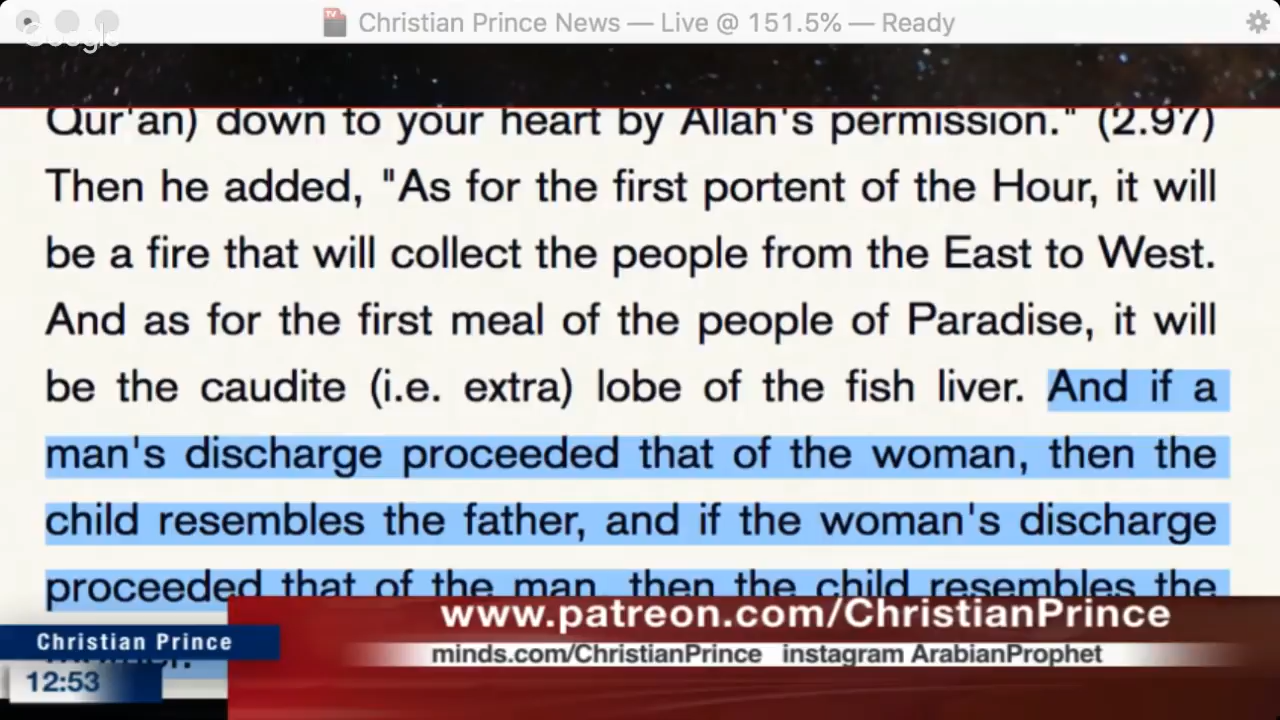 Christian Prince News — Live @ 151.5% — Ready
Google
Qur'an) down to your heart by Allah's permission." (2.97)
Then he added, "As for the first portent of the Hour, it will
be a fire that will collect the people from the East to West.
And as for the first meal of the people of Paradise, it will
be the caudite (i.e. extra) lobe of the fish liver. And if a
man's discharge proceeded that of the woman, then the
child resembles the father, and if the woman's discharge
proceeded that of the man, then the child resembles the
www.patreon.com/ChristianPrince
Christian Prince
minds.com/ChristianPrince instagram ArabianProphet
12:53